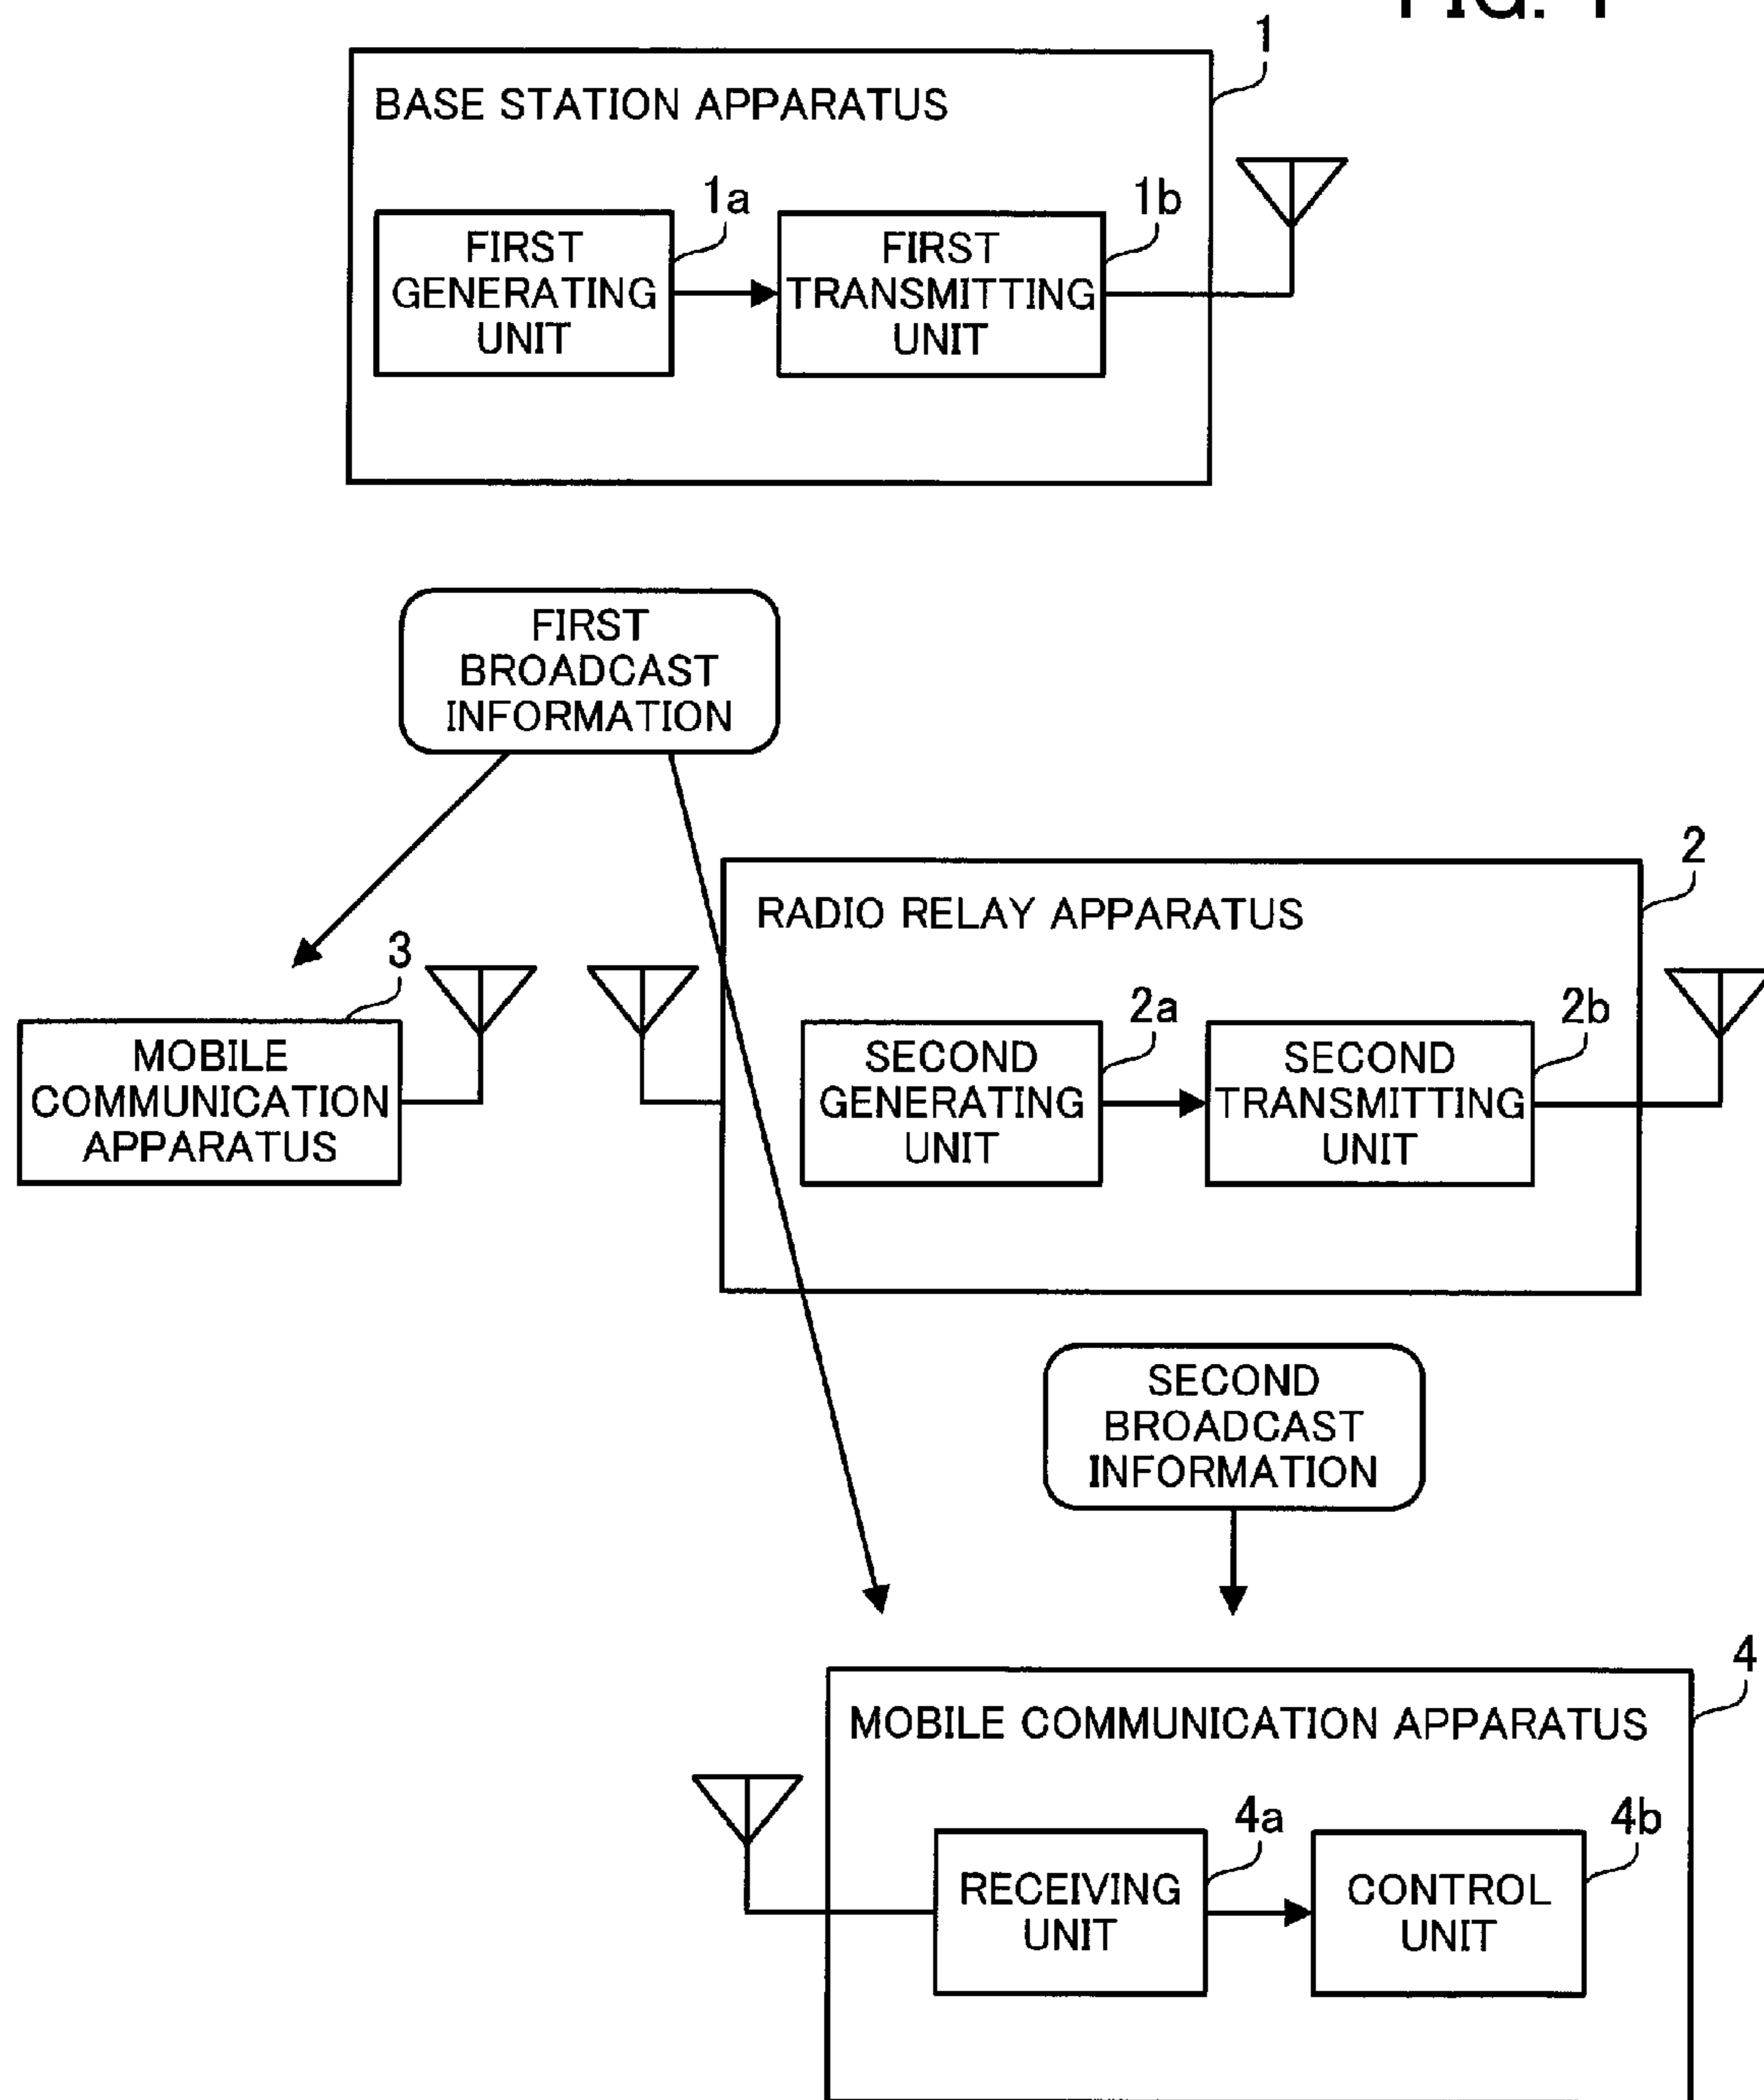 FIG. 1
1
BASE STATION APPARATUS
1a
1b
FIRST
GENERATING
UNIT
FIRST
TRANSMITTING
UNIT
FIRST
BROADCAST
INFORMATION
2
RADIO RELAY APPARATUS
3
MOBILE
COMMUNICATION
APPARATUS
2a
2b
SECOND
GENERATING
UNIT
SECOND
TRANSMITTING
UNIT
SECOND
BROADCAST
INFORMATION
4
MOBILE COMMUNICATION APPARATUS
4a
4b
RECEIVING
UNIT
CONTROL
UNIT